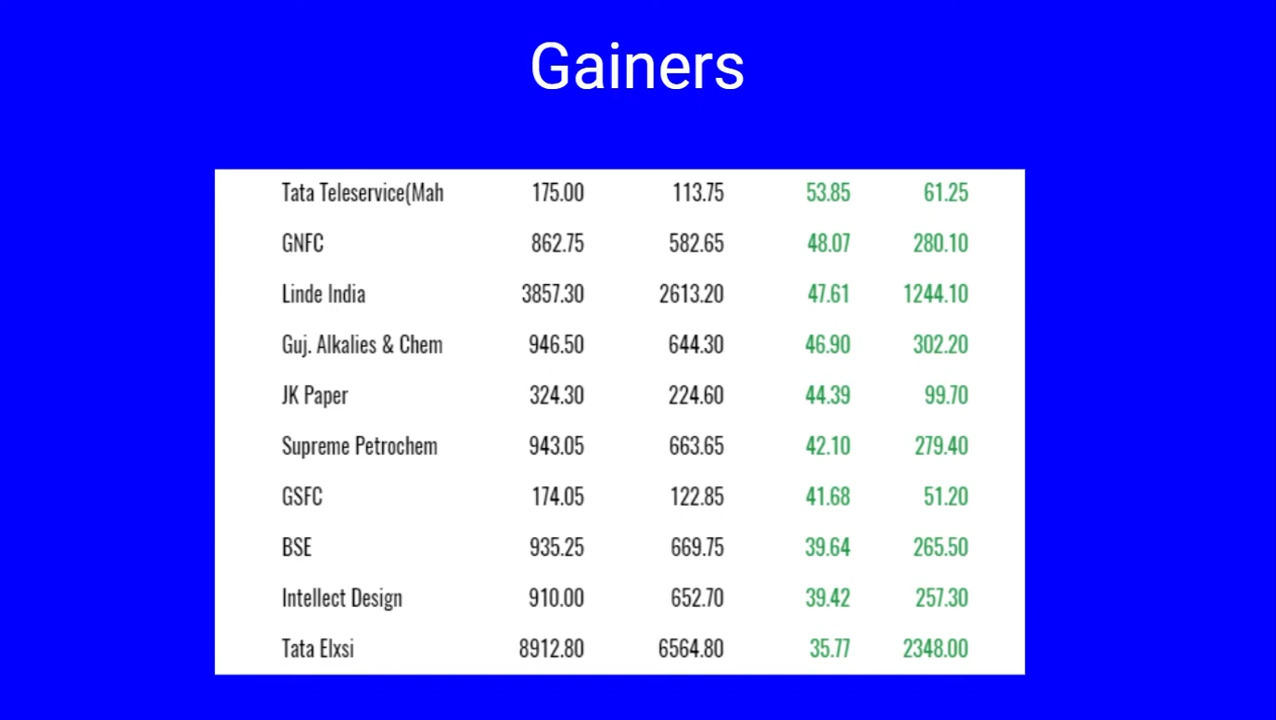 Gainers
Tata Teleservice(Mah 175.00 113.75 53.85 61.25
GNFC 862.75 582.65 48.07 280.10
Linde India 3857.30 2613.20 47.61 1244.10
Guj. Alkalies & Chem 946.50 644.30 46.90 302.20
JK Paper 324.30 224.60 44.39 99.70
Supreme Petrochem 943.05 663.65 42.10 279.40
GSFC 174.05 122.85 41.68 51.20
BSE 935.25 669.75 39.64 265.50
Intellect Design 910.00 652.70 39.42 257.30
Tata Elxsi 8912.80 6564.80 35.77 2348.00